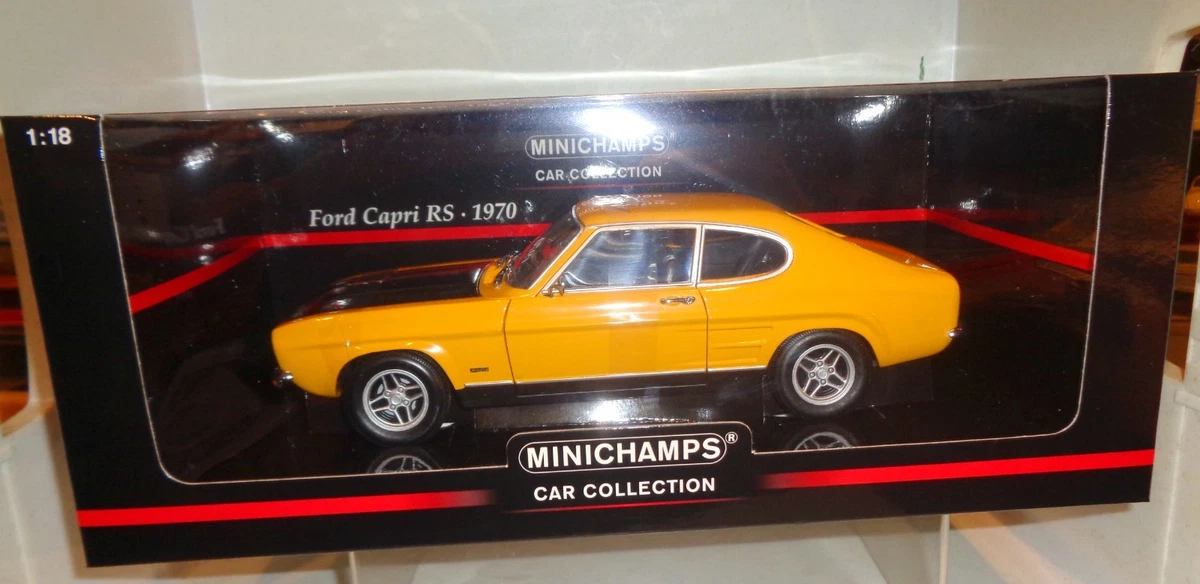 1:18
MINICHAMPS®
CAR COLLECTION
Ford Capri RS · 1970
MINICHAMPS®
CAR COLLECTION